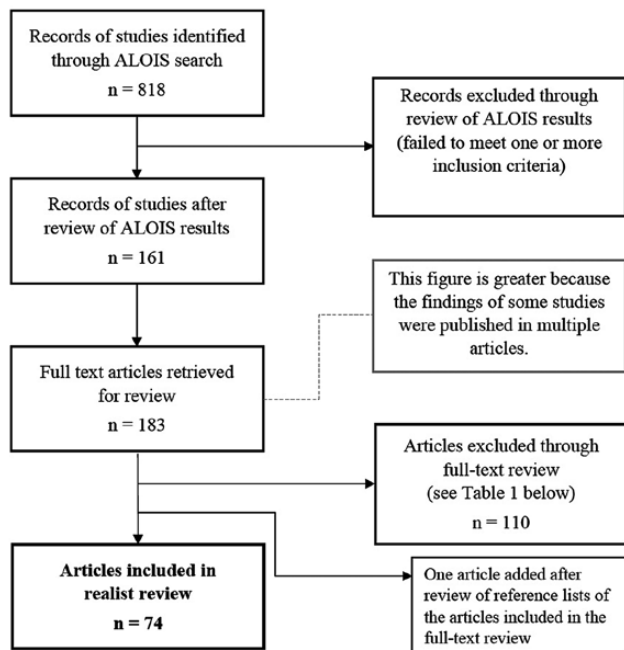 Records of studies identified
through ALOIS search
n = 818
Records excluded through
review of ALOIS results
(failed to meet one or more
inclusion criteria)
Records of studies after
review of ALOIS results
n = 161
This figure is greater because
the findings of some studies
were published in multiple
articles.
Full text articles retrieved
for review
n = 183
Articles excluded through
full-text review
(see Table 1 below)
n = 110
Articles included in
realist review
n = 74
One article added after
review of reference lists of
the articles included in the
full-text review